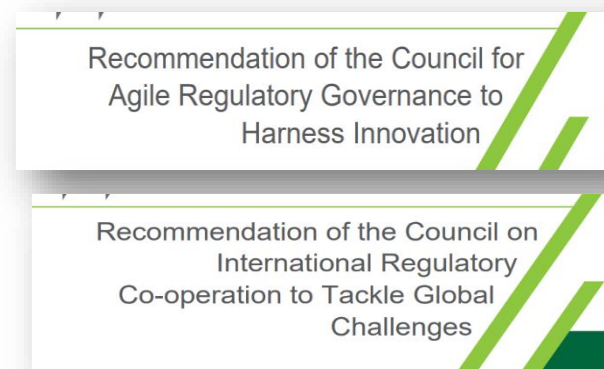 Recommendation of the Council for
Agile Regulatory Governance to
Harness Innovation
Recommendation of the Council on
International Regulatory
Co-operation to Tackle Global
Challenges